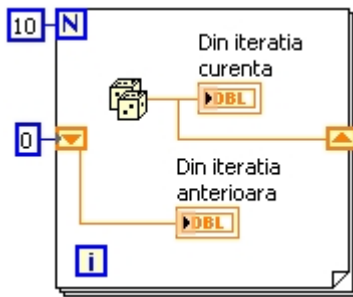 10
N
Din iteratia
curenta
DBL
0
Din iteratia
anterioara
DBL
i